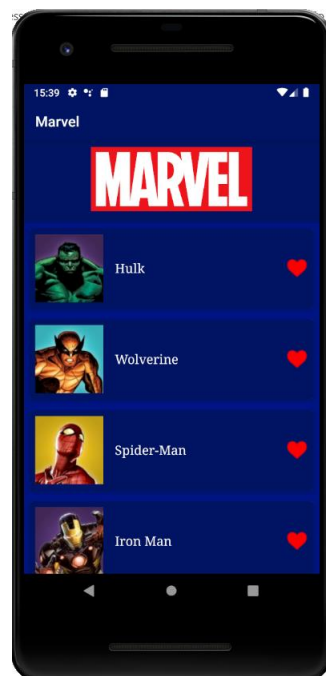 15:39
Marvel
MARVEL
Hulk
Wolverine
Spider-Man
Iron Man